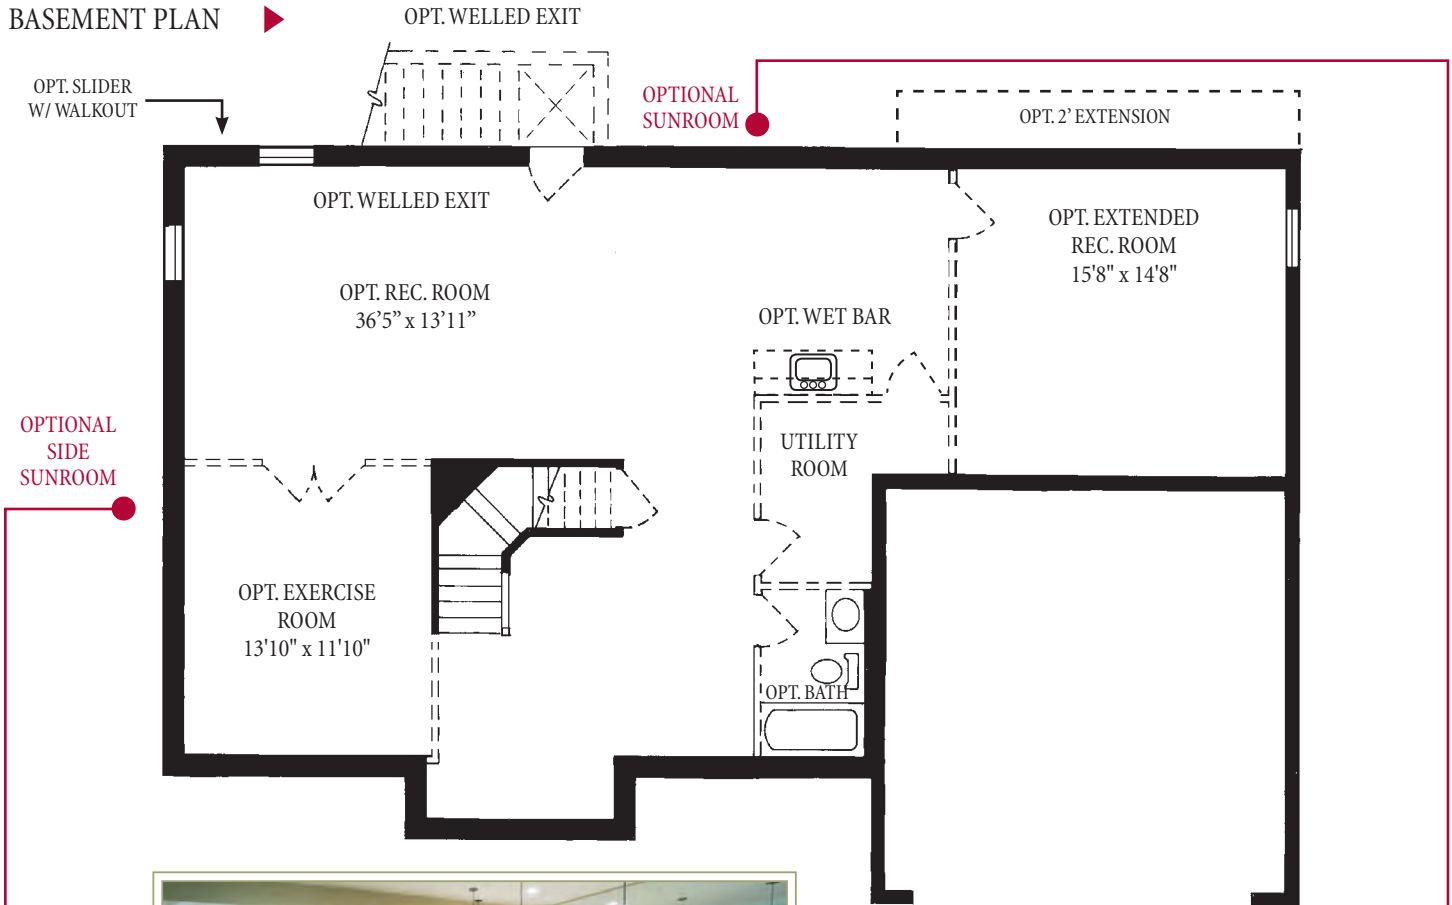 BASEMENT PLAN
OPT. WELLED EXIT
OPT. SLIDER
W/ WALKOUT
OPTIONAL
SUNROOM
OPT. 2’ EXTENSION
OPT. WELLED EXIT
OPT. EXTENDED
REC. ROOM
15'8" x 14'8"
OPT. REC. ROOM
36’5” x 13’11”
OPT. WET BAR
OPTIONAL
SIDE
SUNROOM
UTILITY
ROOM
OPT. EXERCISE
ROOM
13'10" x 11'10"
OPT. BATH